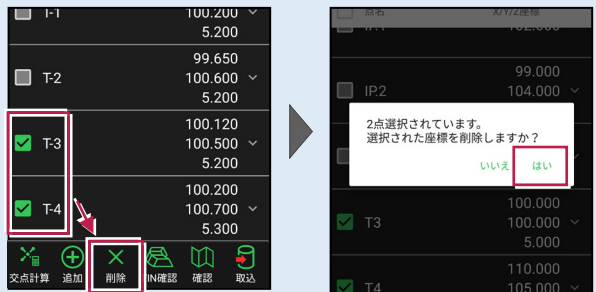 T-1
100.200
5.200
99.650
T-2
100.600
5.200
100.120
T-3
100.500
5.200
100.200
T-4
100.700
5.300
交点計算
追加
削除
IN確認
確認
取込
点名
X/Y/Z座標
IP.1
102.000
99.000
IP.2
104.000
2点選択されています。
選択された座標を削除しますか？
いいえ
はい
100.000
T3
100.000
5.000
110.000
T4
105.000